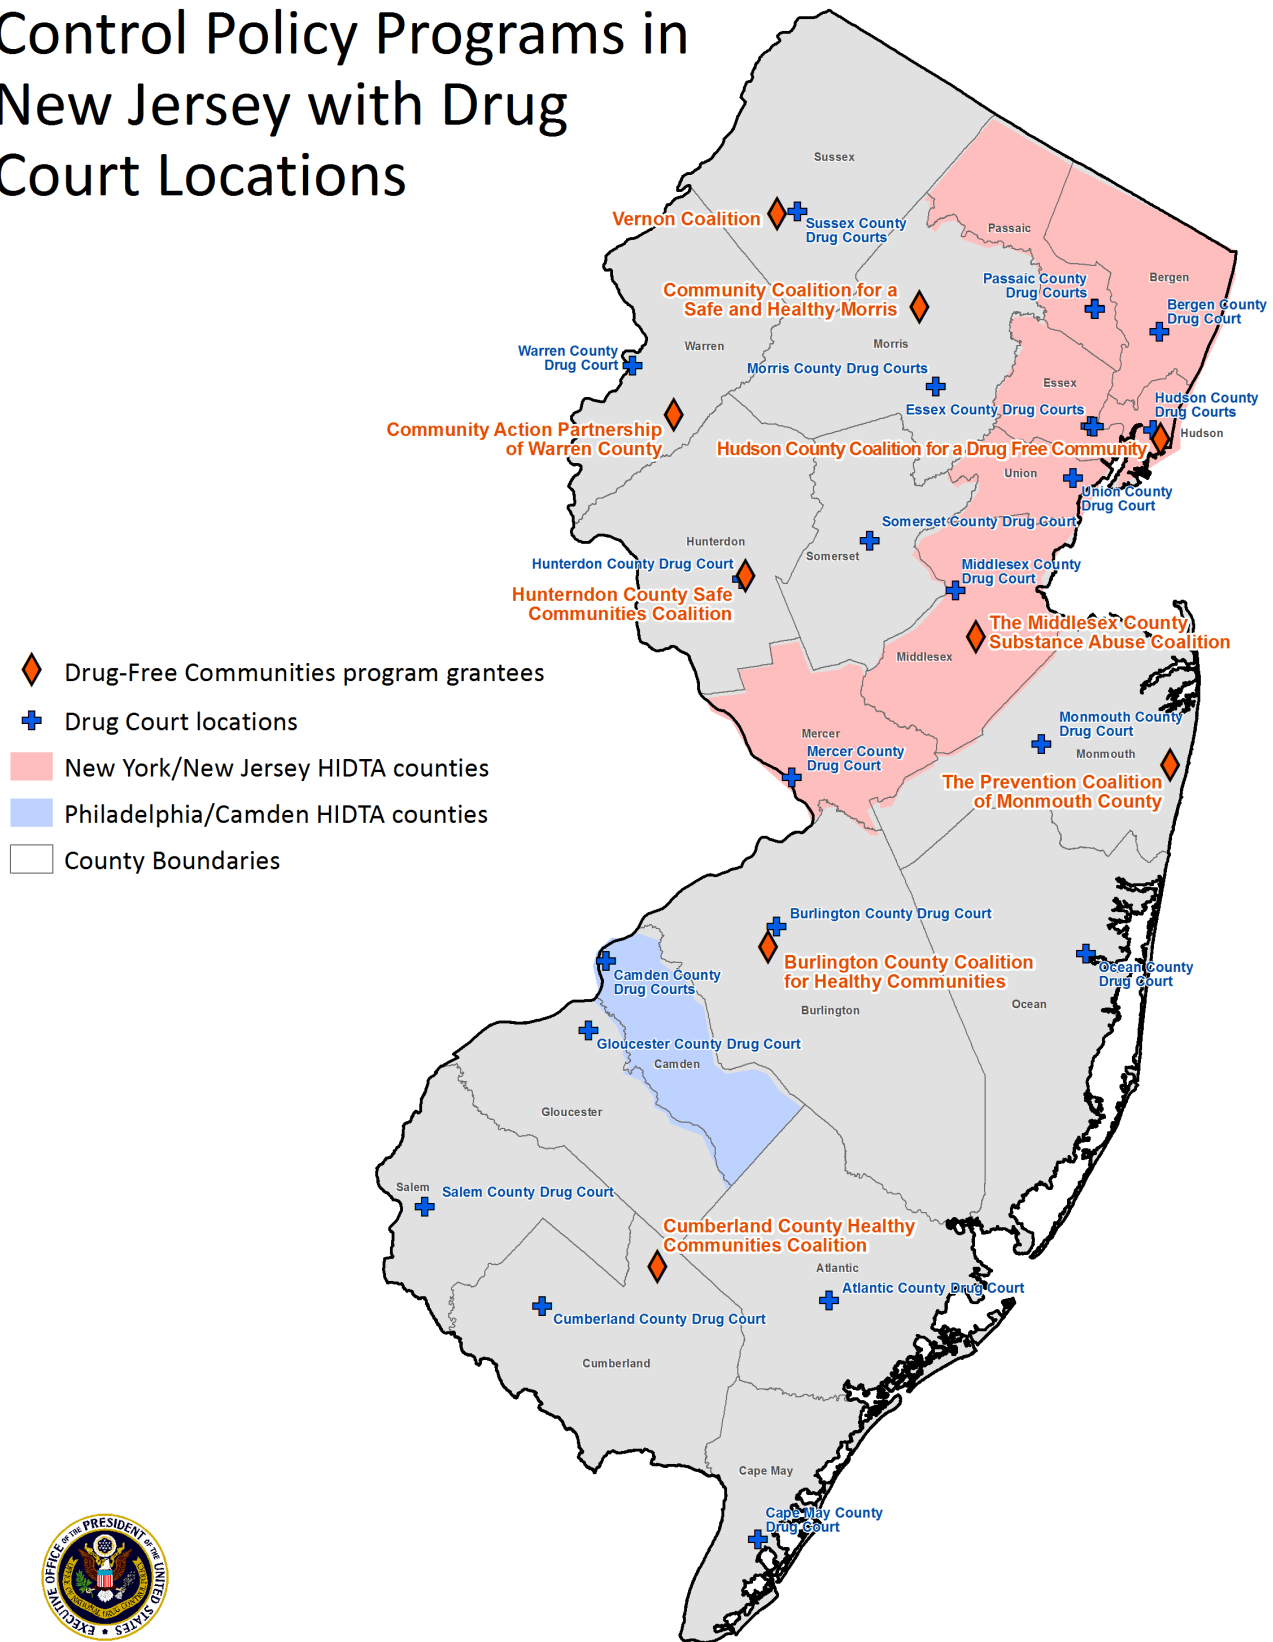 Control Policy Programs in
New Jersey with Drug
Court Locations
Sussex
Vernon Coalition
Sussex County
Drug Courts
Passaic
Community Coalition for a
Safe and Healthy Morris
Passaic County
Drug Courts
Bergen
Bergen County
Drug Court
Warren
Morris
Warren County
Drug Court
Morris County Drug Courts
Essex
Essex County Drug Courts
Hudson County
Drug Courts
Hudson
Community Action Partnership
of Warren County
Hudson County Coalition for a Drug Free Community
Union
Union County
Drug Court
Somerset County Drug Court
Hunterdon
Somerset
Hunterdon County Drug Court
Middlesex County
Drug Court
Hunterndon County Safe
Communities Coalition
The Middlesex County
Substance Abuse Coalition
Middlesex
Drug-Free Communities program grantees
Drug Court locations
New York/New Jersey HIDTA counties
Philadelphia/Camden HIDTA counties
County Boundaries
Monmouth County
Drug Court
Mercer
Mercer County
Drug Court
Monmouth
The Prevention Coalition
of Monmouth County
Burlington County Drug Court
Burlington County Coalition
for Healthy Communities
Camden County
Drug Courts
Ocean County
Drug Court
Burlington
Ocean
Gloucester County Drug Court
Camden
Gloucester
Salem
Salem County Drug Court
Cumberland County Healthy
Communities Coalition
Atlantic
Atlantic County Drug Court
Cumberland County Drug Court
Cumberland
Cape May
Cape May County
Drug Court
EXECUTIVE OFFICE OF THE PRESIDENT OF THE UNITED STATES